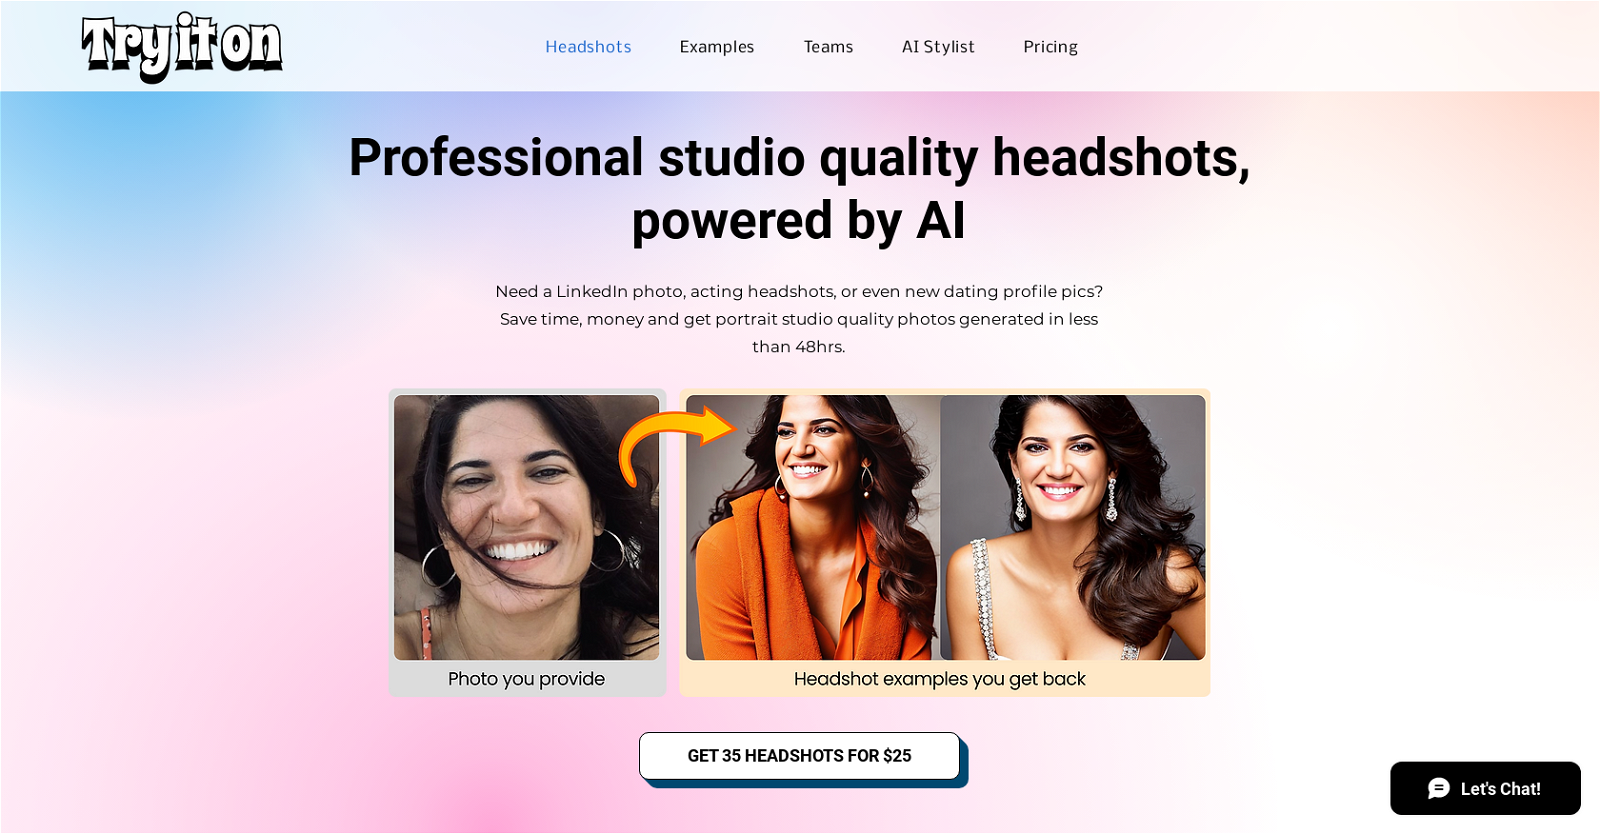 Tryiton
Headshots
Examples
Teams
AI Stylist
Pricing
Professional studio quality headshots,
powered by AI
Need a LinkedIn photo, acting headshots, or even new dating profile pics?
Save time, money and get portrait studio quality photos generated in less
than 48hrs.
Photo you provide
Headshot examples you get back
GET 35 HEADSHOTS FOR $25
Let's Chat!